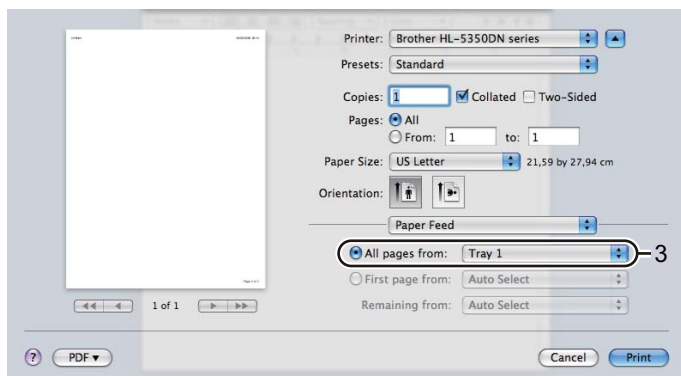 Printer: Brother HL-5350DN series
Presets: Standard
Copies: 1 Collated Two-Sided
Pages: All
From: 1 to: 1
Paper Size: US Letter 21,59 by 27,94 cm
Orientation:
Paper Feed
All pages from: Tray 1 3
First page from: Auto Select
Remaining from: Auto Select
1 of 1
? PDF Cancel Print